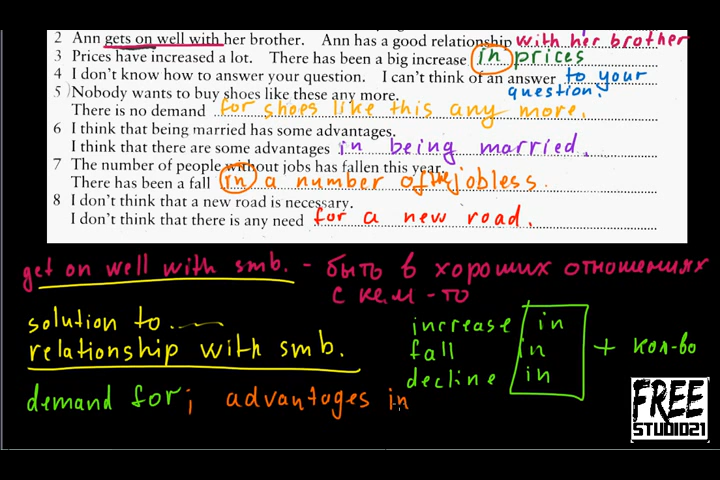 2 Ann gets on well with her brother. Ann has a good relationship with her brother
3 Prices have increased a lot. There has been a big increase in prices
4 I don't know how to answer your question. I can't think of an answer to your question.
5 Nobody wants to buy shoes like these any more.
There is no demand for shoes like this any more.
6 I think that being married has some advantages.
I think that there are some advantages in being married.
7 The number of people without jobs has fallen this year.
There has been a fall in a number of the jobless.
8 I don't think that a new road is necessary.
I don't think that there is any need for a new road.
get on well with smb. - быть в хороших отношениях
с кем-то
solution to
relationship with smb.
increase in
fall in + кол-во
decline in
demand for; advantages in
FREE
STUDIO21